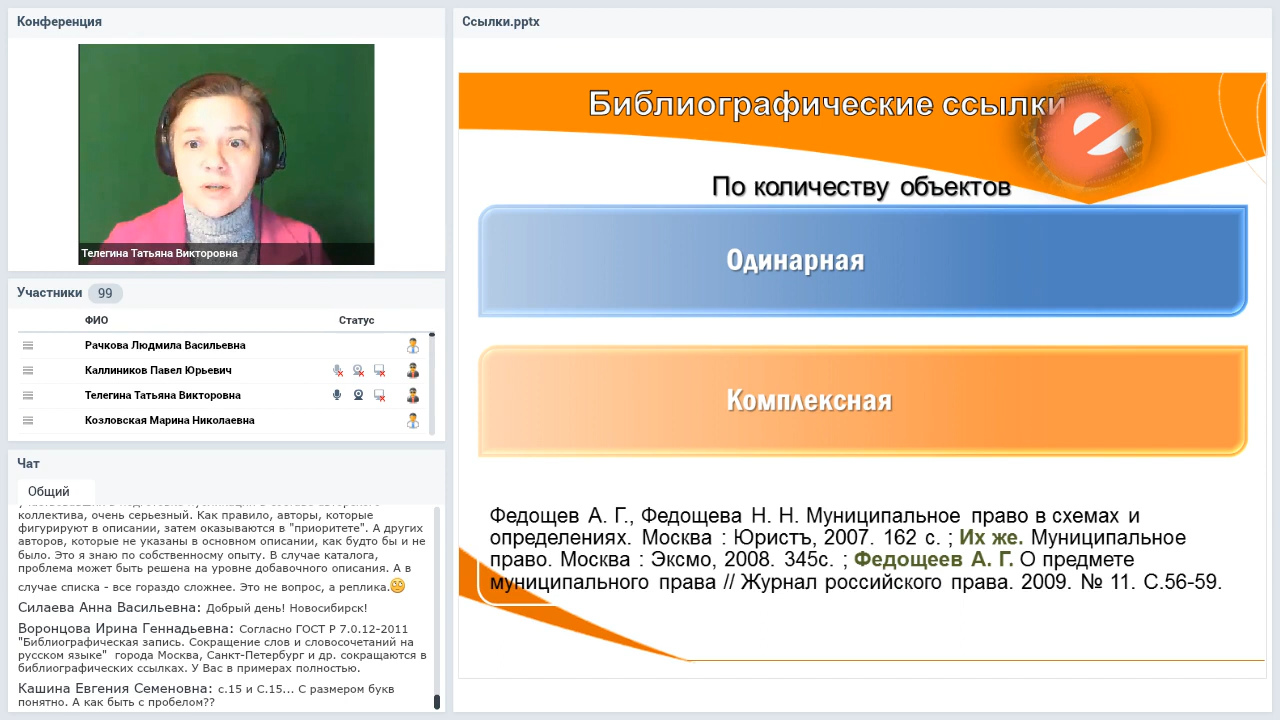 Конференция
Телегина Татьяна Викторовна
Участники 99
ФИО Статус
Рачкова Людмила Васильевна
Каллиников Павел Юрьевич
Телегина Татьяна Викторовна
Козловская Марина Николаевна
Чат
Общий
коллектива, очень серьезный. Как правило, авторы, которые
фигурируют в описании, затем оказываются в "приоритете". А других
авторов, которые не указаны в основном описании, как будто бы и не
было. Это я знаю по собственносму опыту. В случае каталога,
проблема может быть решена на уровне добавочного описания. А в
случае списка - все гораздо сложнее. Это не вопрос, а реплика.
Силаева Анна Васильевна: Добрый день! Новосибирск!
Воронцова Ирина Геннадьевна: Согласно ГОСТ Р 7.0.12-2011
"Библиографическая запись. Сокращение слов и словосочетаний на
русском языке" города Москва, Санкт-Петербург и др. сокращаются в
библиографических ссылках. У Вас в примерах полностью.
Кашина Евгения Семеновна: с.15 и С.15... С размером букв
понятно. А как быть с пробелом??
Ссылки.pptx
Библиографические ссылки
По количеству объектов
Одинарная
Комплексная
Федощев А. Г., Федощева Н. Н. Муниципальное право в схемах и
определениях. Москва : Юристъ, 2007. 162 с. ; Их же. Муниципальное
право. Москва : Эксмо, 2008. 345с. ; Федощеев А. Г. О предмете
муниципального права // Журнал российского права. 2009. № 11. С.56-59.